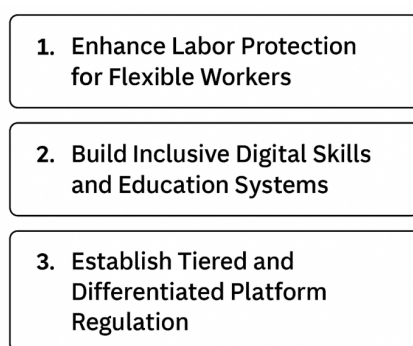 1. Enhance Labor Protection
for Flexible Workers
2. Build Inclusive Digital Skills
and Education Systems
3. Establish Tiered and
Differentiated Platform
Regulation